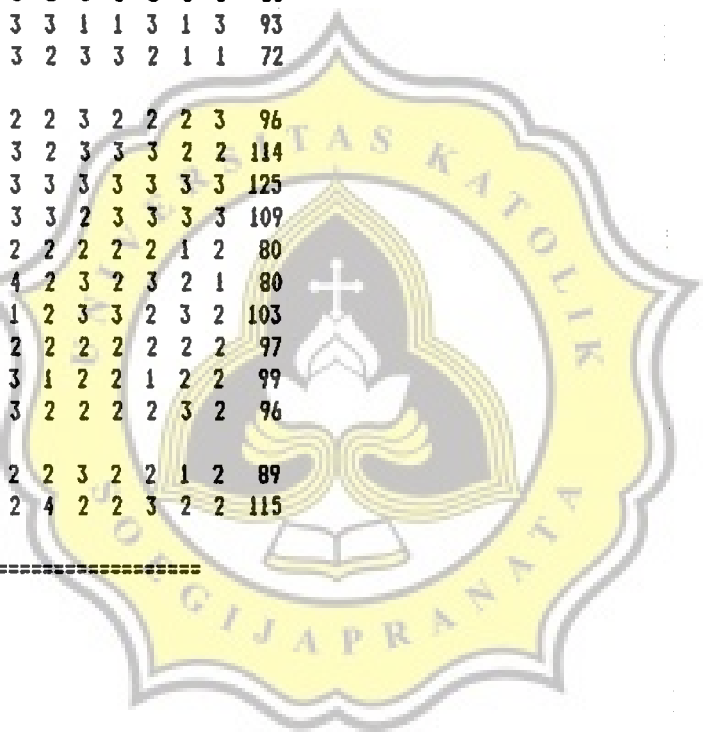 3 3 1 1 3 1 3 93
3 2 3 3 2 1 1 72
2 2 3 2 2 2 3 96
3 2 3 3 3 2 2 114
3 3 3 3 3 3 3 125
3 3 2 3 3 3 3 109
2 2 2 2 2 1 2 80
4 2 3 2 3 2 1 80
1 2 3 3 2 3 2 103
2 2 2 2 2 2 2 97
3 1 2 2 1 2 2 99
3 2 2 2 2 3 2 96
2 2 3 2 2 1 2 89
2 4 2 2 3 2 2 115
====================
UNIVERSITAS KATOLIK
SOEGIJAPRANATA